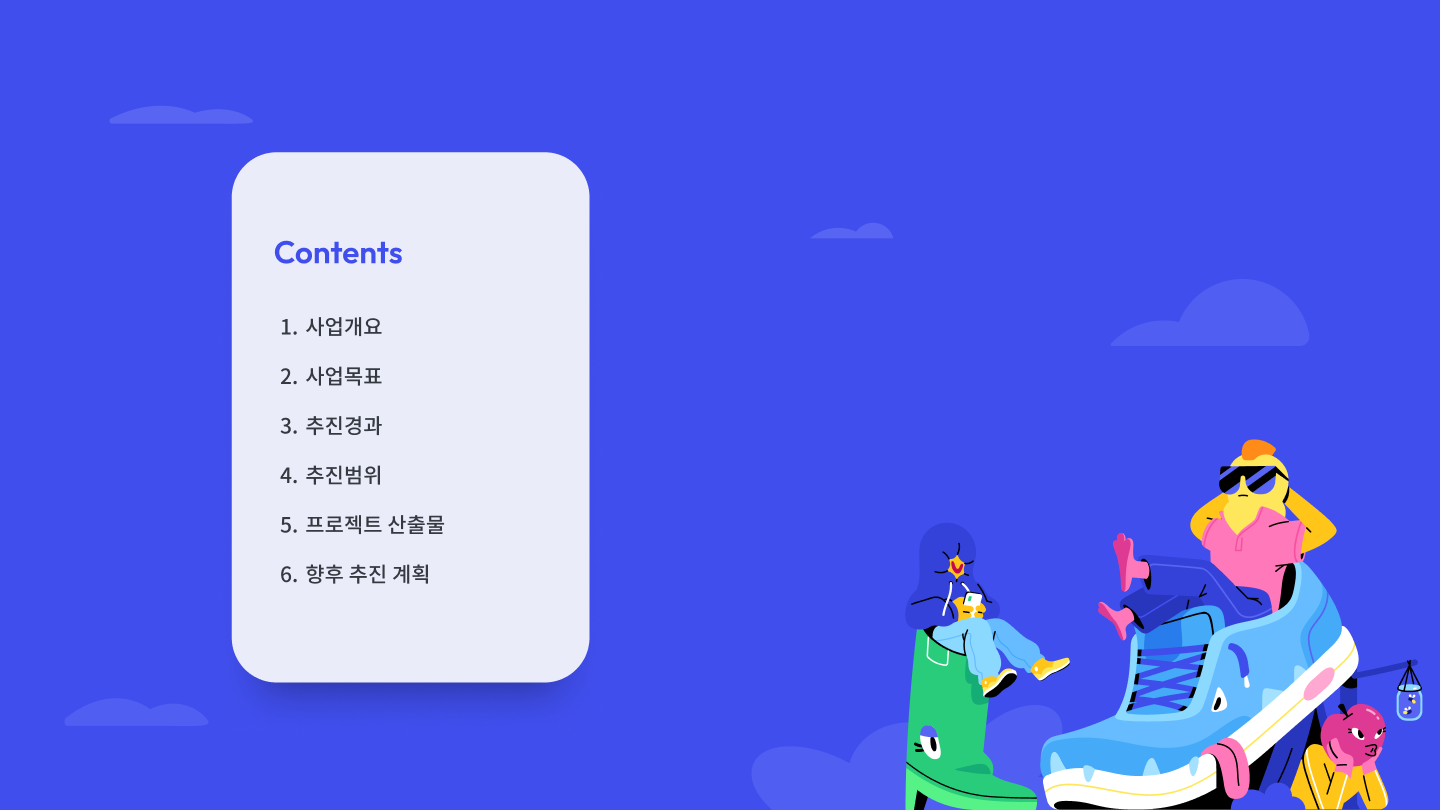 Contents
1. 사업개요
2. 사업목표
3. 추진경과
4. 추진범위
5. 프로젝트 산출물
6. 향후 추진 계획